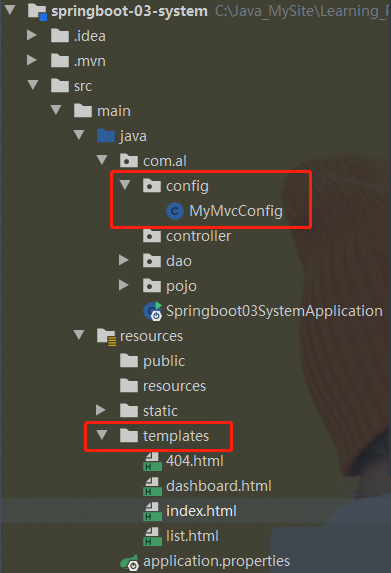 springboot-03-system C:\Java_MySite\Learning_
.idea
.mvn
src
main
java
com.al
config
MyMvcConfig
controller
dao
pojo
Springboot03SystemApplication
resources
public
resources
static
templates
404.html
dashboard.html
index.html
list.html
application.properties